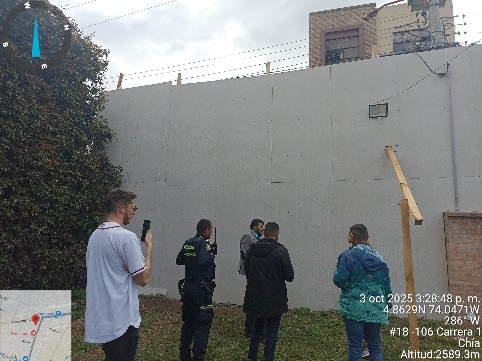 3 oct 2025 3:28:48 p. m.
4.8629N 74.0471W
286° W
#18-106 Carrera 1
Chía
Altitud:2589.3m